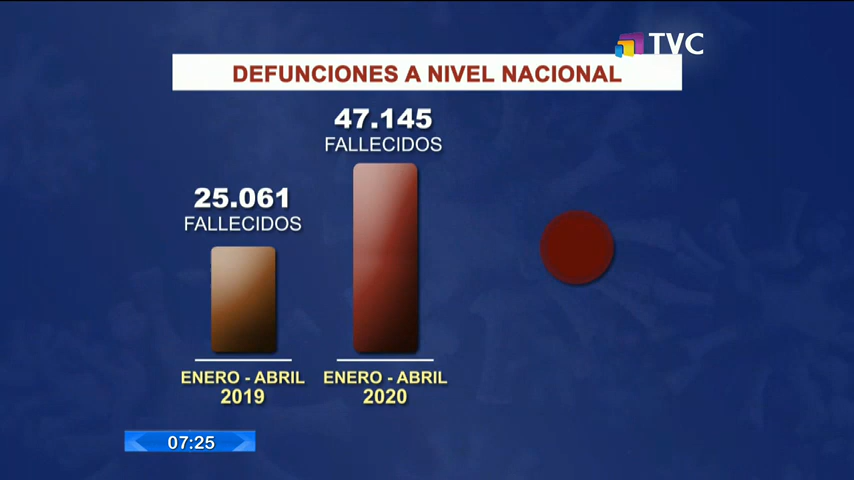 TVC
DEFUNCIONES A NIVEL NACIONAL
47.145
FALLECIDOS
25.061
FALLECIDOS
ENERO - ABRIL
2019
ENERO - ABRIL
2020
07:25